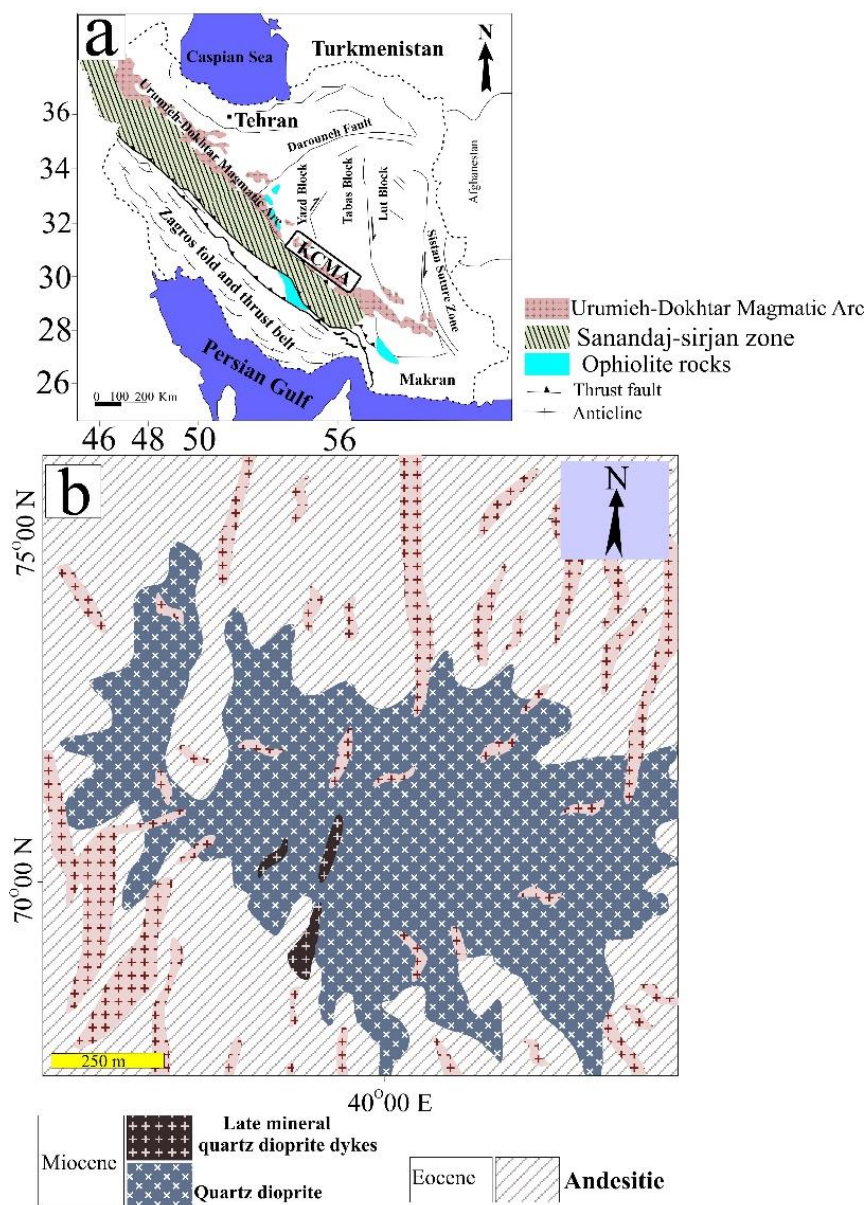 a
Caspian Sea
Turkmenistan
N
36
34
32
30
28
26
Tehran
Urumieh-Dokhtar Magmatic Arc
Darouneh Fault
Afghanestan
Yazd Block
Tabas Block
Lut Block
Sistan Suture Zone
KCMA
Zagros fold and thrust belt
Persian Gulf
Makran
0 100 200 Km
46 48 50 56
Urumieh-Dokhtar Magmatic Arc
Sanandaj-sirjan zone
Ophiolite rocks
Thrust fault
Anticline
b
N
75°00 N
70°00 N
250 m
40°00 E
Miocene
Late mineral
quartz dioprite dykes
Quartz dioprite
Eocene
Andesitic